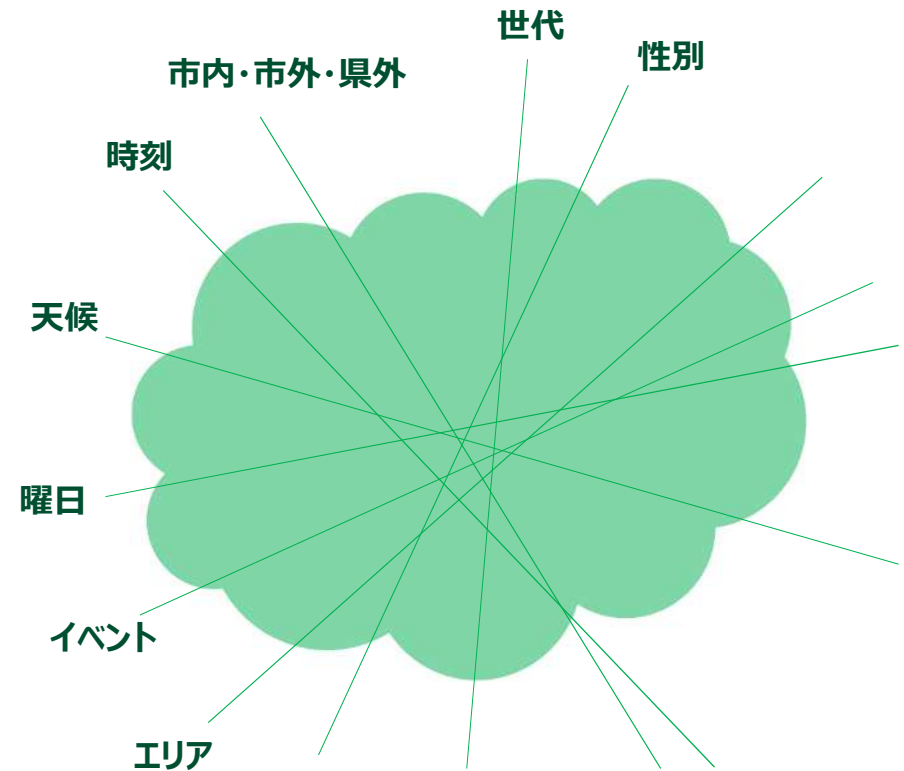 世代
性別
市内・市外・県外
時刻
天候
曜日
イベント
エリア